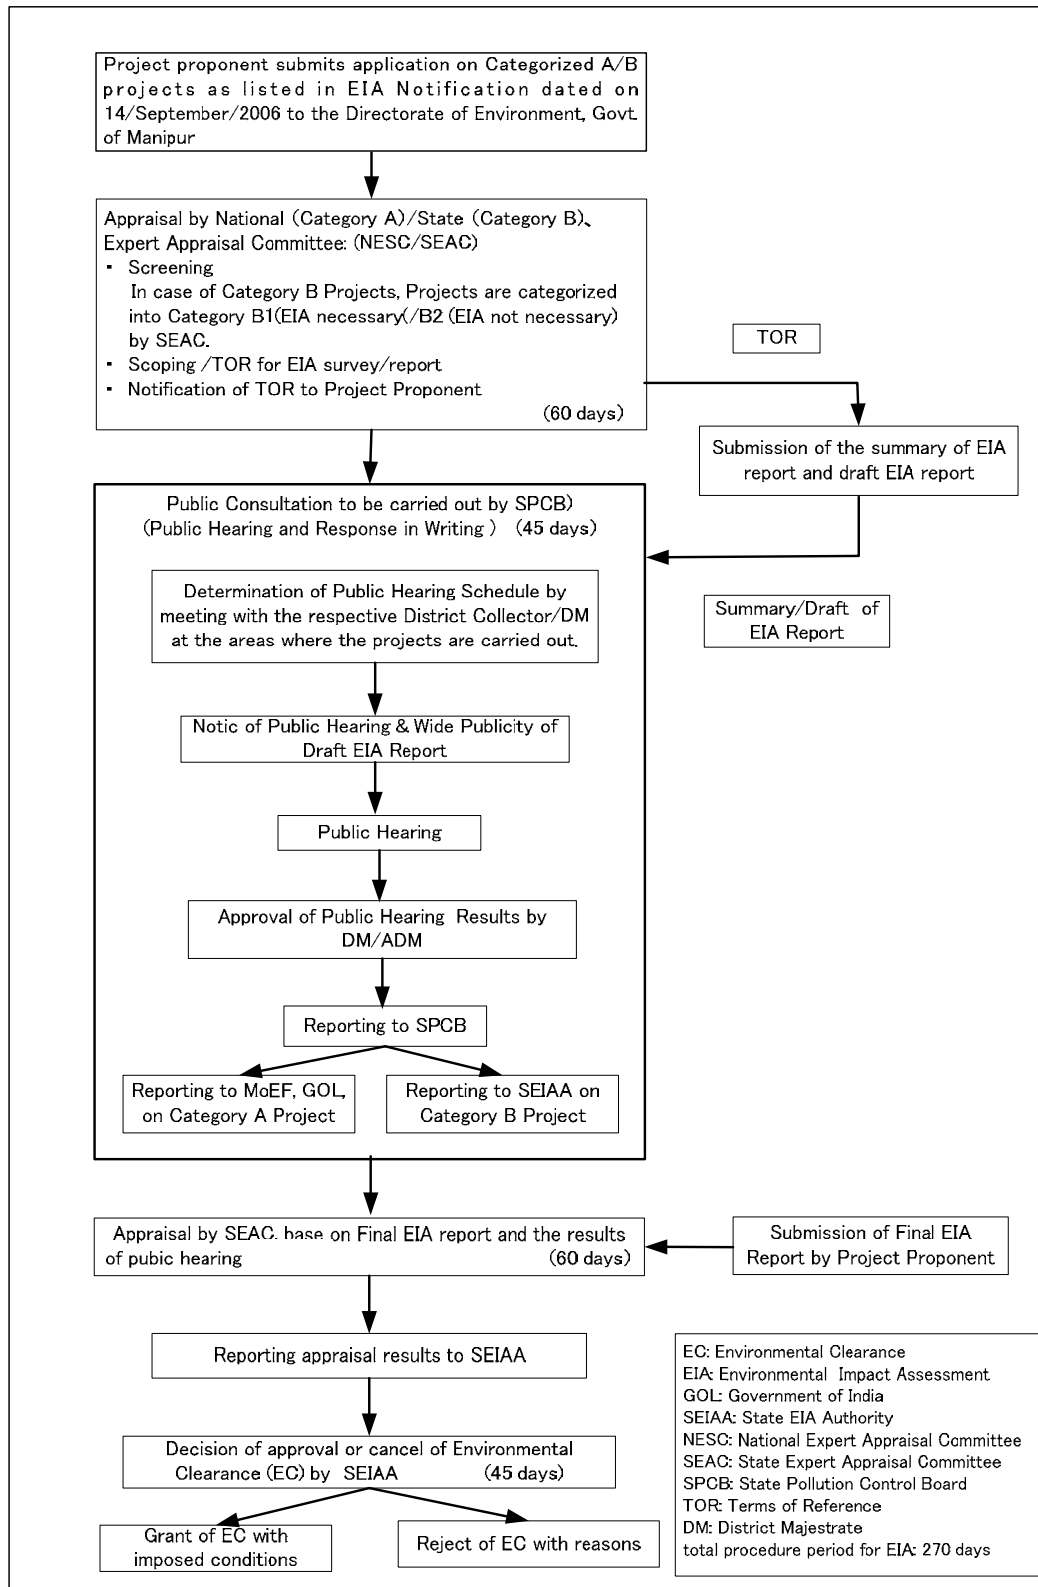 Project proponent submits application on Categorized A/B
projects as listed in EIA Notification dated on
14/September/2006 to the Directorate of Environment, Govt.
of Manipur
Appraisal by National (Category A)/State (Category B)、
Expert Appraisal Committee: (NESC/SEAC)
・ Screening
In case of Category B Projects, Projects are categorized
into Category B1(EIA necessary(/B2 (EIA not necessary)
by SEAC.
・ Scoping /TOR for EIA survey/report
・ Notification of TOR to Project Proponent
(60 days)
TOR
Submission of the summary of EIA
report and draft EIA report
Public Consultation to be carried out by SPCB)
(Public Hearing and Response in Writing ) (45 days)
Summary/Draft of
EIA Report
Determination of Public Hearing Schedule by
meeting with the respective District Collector/DM
at the areas where the projects are carried out.
Notic of Public Hearing & Wide Publicity of
Draft EIA Report
Public Hearing
Approval of Public Hearing Results by
DM/ADM
Reporting to SPCB
Reporting to MoEF, GOL,
on Category A Project
Reporting to SEIAA on
Category B Project
Appraisal by SEAC. base on Final EIA report and the results
of pubic hearing (60 days)
Submission of Final EIA
Report by Project Proponent
Reporting appraisal results to SEIAA
Decision of approval or cancel of Environmental
Clearance (EC) by SEIAA (45 days)
Grant of EC with
imposed conditions
Reject of EC with reasons
EC: Environmental Clearance
EIA: Environmental Impact Assessment
GOL: Government of India
SEIAA: State EIA Authority
NESC: National Expert Appraisal Committee
SEAC: State Expert Appraisal Committee
SPCB: State Pollution Control Board
TOR: Terms of Reference
DM: District Majestrate
total procedure period for EIA: 270 days